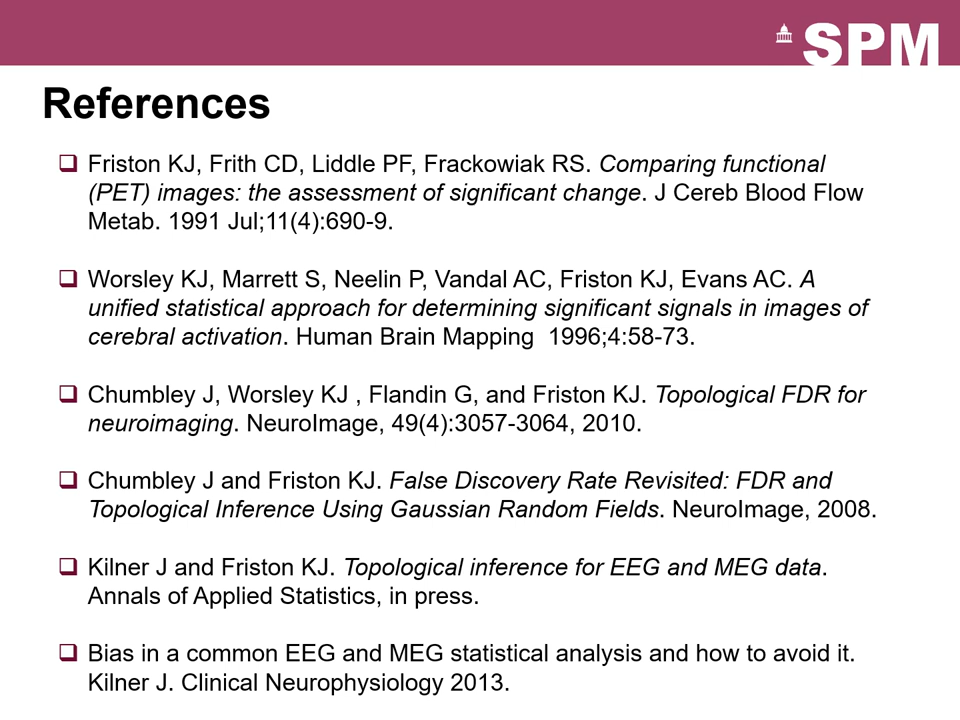 SPM
References
Friston KJ, Frith CD, Liddle PF, Frackowiak RS. Comparing functional
(PET) images: the assessment of significant change. J Cereb Blood Flow
Metab. 1991 Jul;11(4):690-9.
Worsley KJ, Marrett S, Neelin P, Vandal AC, Friston KJ, Evans AC. A
unified statistical approach for determining significant signals in images of
cerebral activation. Human Brain Mapping  1996;4:58-73.
Chumbley J, Worsley KJ , Flandin G, and Friston KJ. Topological FDR for
neuroimaging. NeuroImage, 49(4):3057-3064, 2010.
Chumbley J and Friston KJ. False Discovery Rate Revisited: FDR and
Topological Inference Using Gaussian Random Fields. NeuroImage, 2008.
Kilner J and Friston KJ. Topological inference for EEG and MEG data.
Annals of Applied Statistics, in press.
Bias in a common EEG and MEG statistical analysis and how to avoid it.
Kilner J. Clinical Neurophysiology 2013.